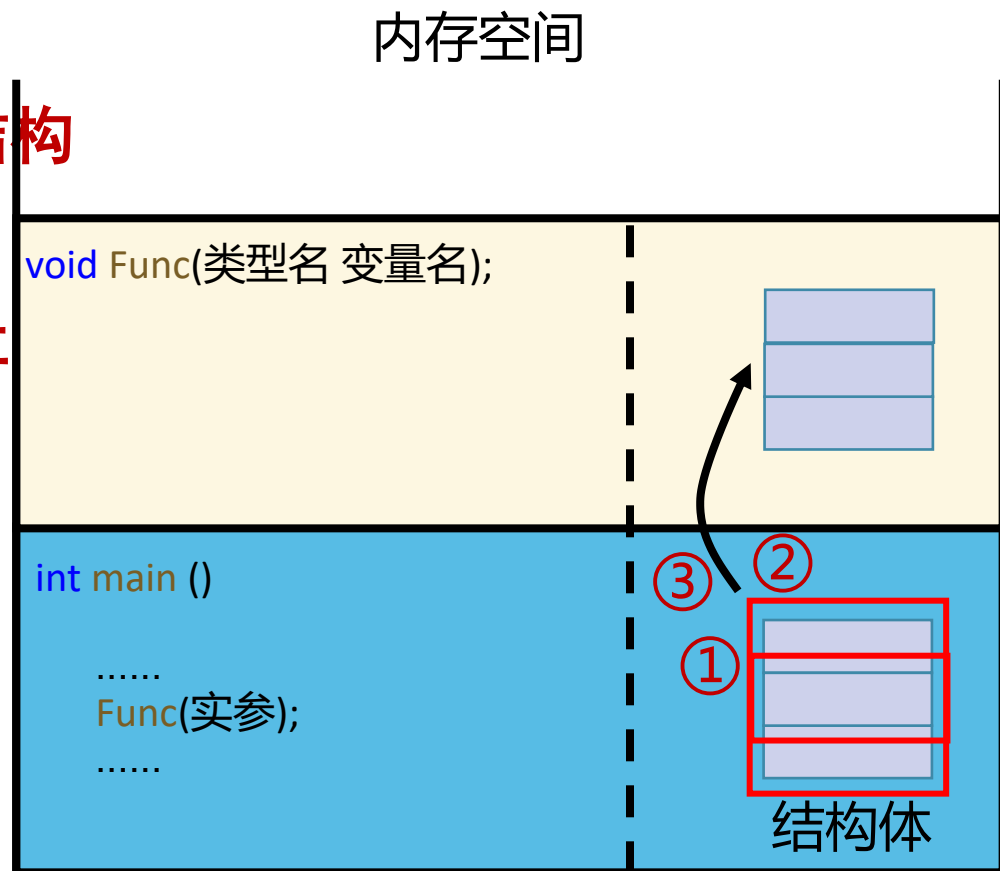 内存空间
构
void Func(类型名 变量名);
int main ()
③
②
①
......
Func(实参);
......
结构体